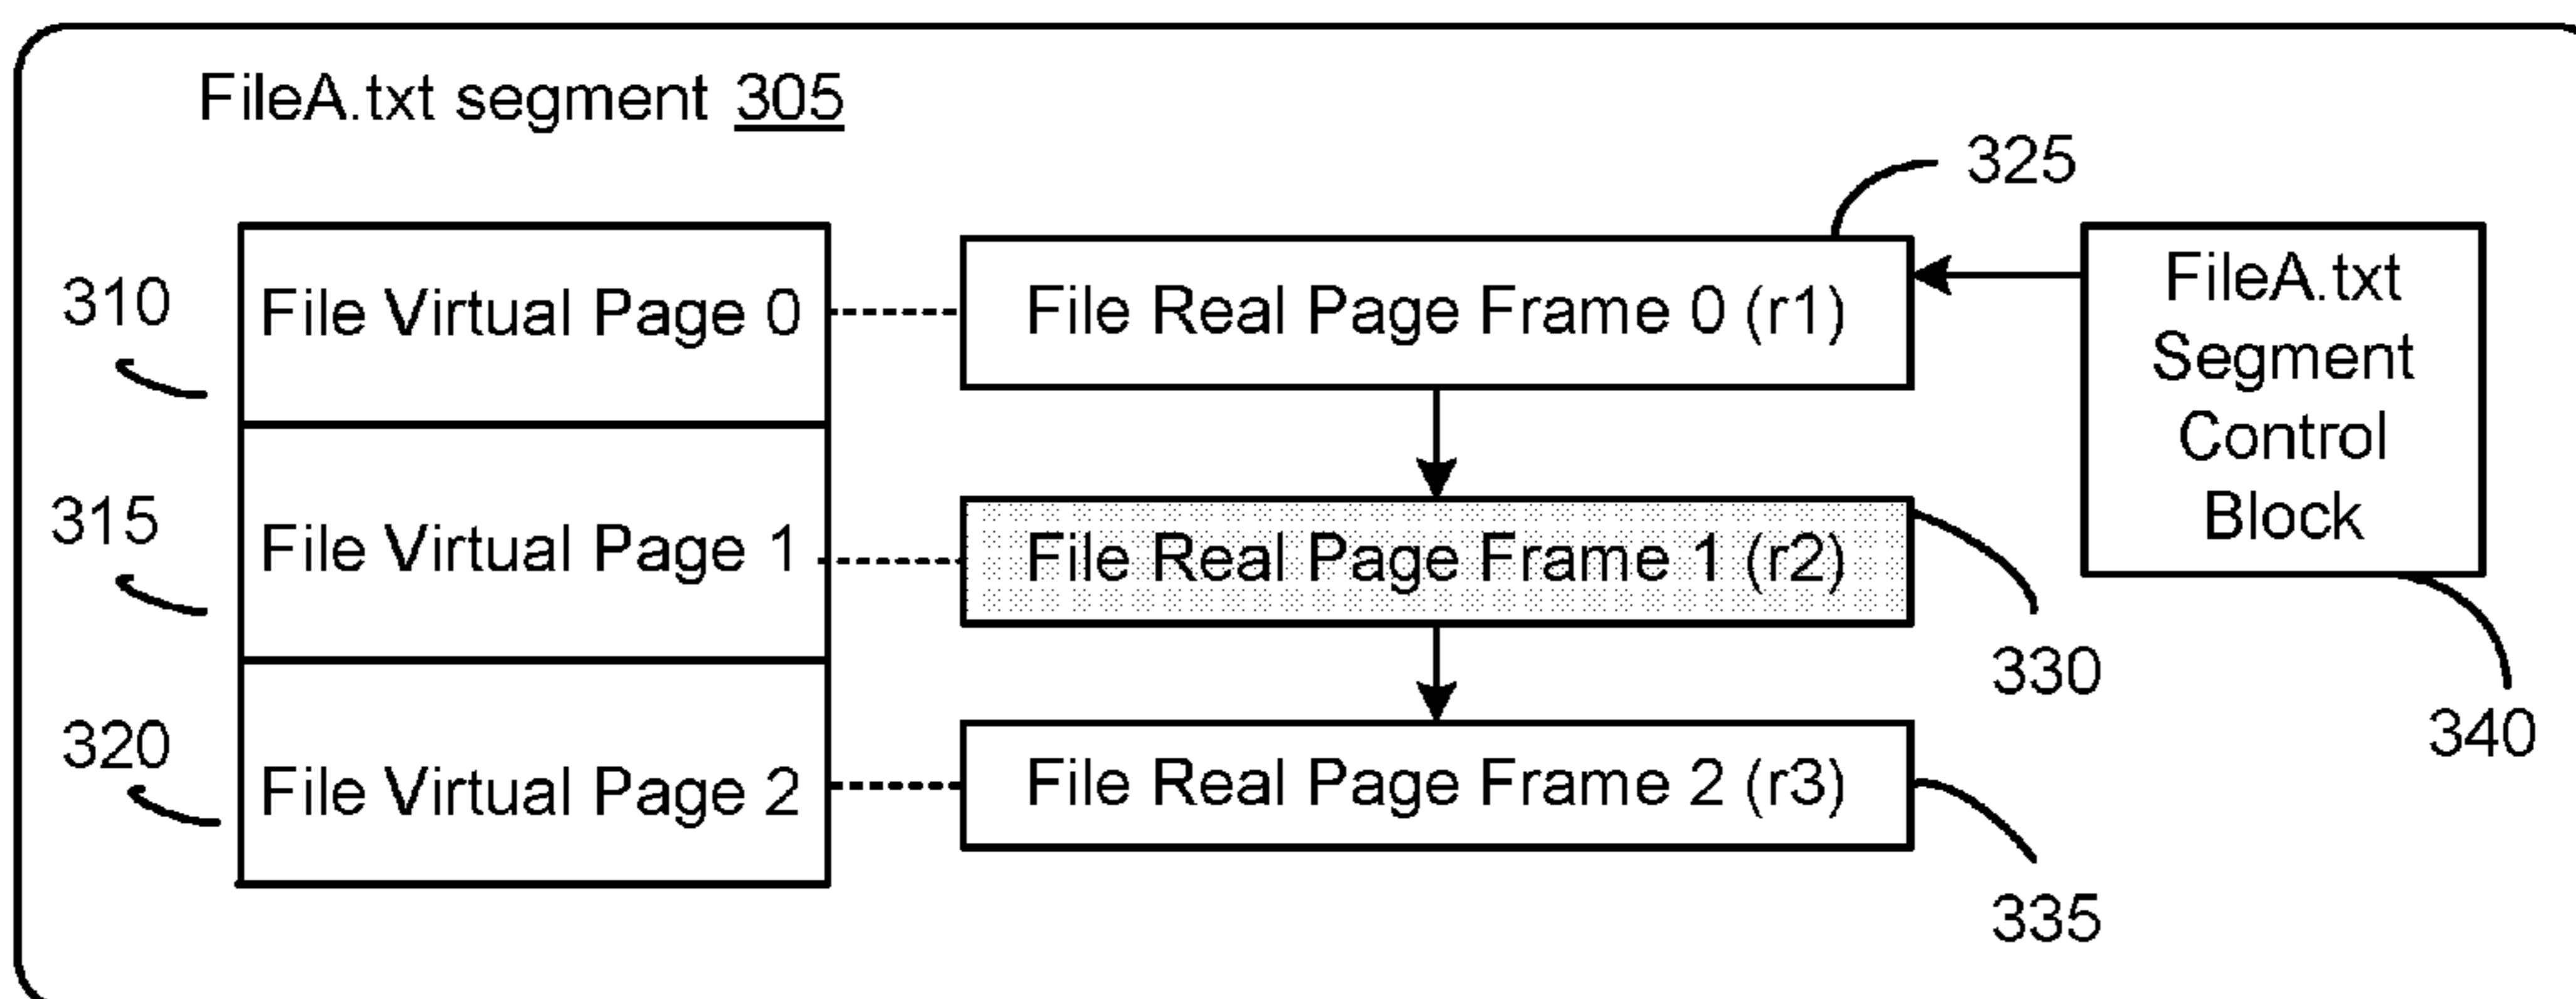 FileA.txt segment 305
325
310
File Virtual Page 0
File Real Page Frame 0 (r1)
FileA.txt
Segment
Control
Block
315
File Virtual Page 1
File Real Page Frame 1 (r2)
330
340
320
File Virtual Page 2
File Real Page Frame 2 (r3)
335